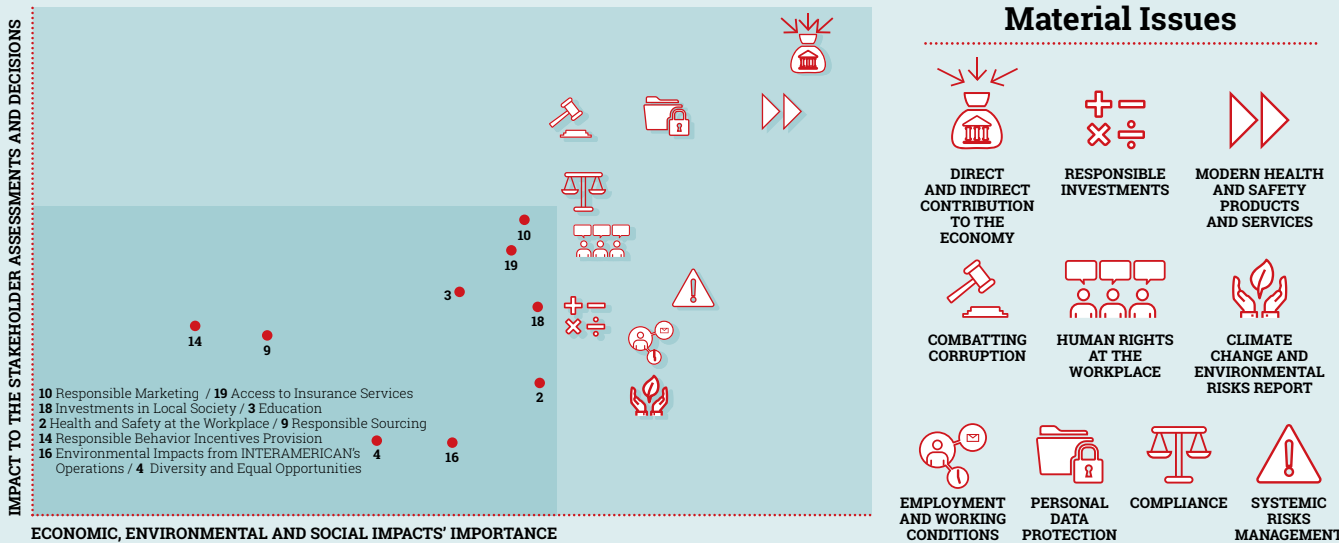 IMPACT TO THE STAKEHOLDER ASSESSMENTS AND DECISIONS
10
19
3
18
14
9
2
10 Responsible Marketing / 19 Access to Insurance Services
18 Investments in Local Society / 3 Education
2 Health and Safety at the Workplace / 9 Responsible Sourcing
14 Responsible Behavior Incentives Provision
16 Environmental Impacts from INTERAMERICAN's
Operations / 4 Diversity and Equal Opportunities
4
16
ECONOMIC, ENVIRONMENTAL AND SOCIAL IMPACTS' IMPORTANCE
Material Issues
DIRECT
AND INDIRECT
CONTRIBUTION
TO THE
ECONOMY
RESPONSIBLE
INVESTMENTS
MODERN HEALTH
AND SAFETY
PRODUCTS
AND SERVICES
COMBATTING
CORRUPTION
HUMAN RIGHTS
AT THE
WORKPLACE
CLIMATE
CHANGE AND
ENVIRONMENTAL
RISKS REPORT
EMPLOYMENT
AND WORKING
CONDITIONS
PERSONAL
DATA
PROTECTION
COMPLIANCE
SYSTEMIC
RISKS
MANAGEMENT